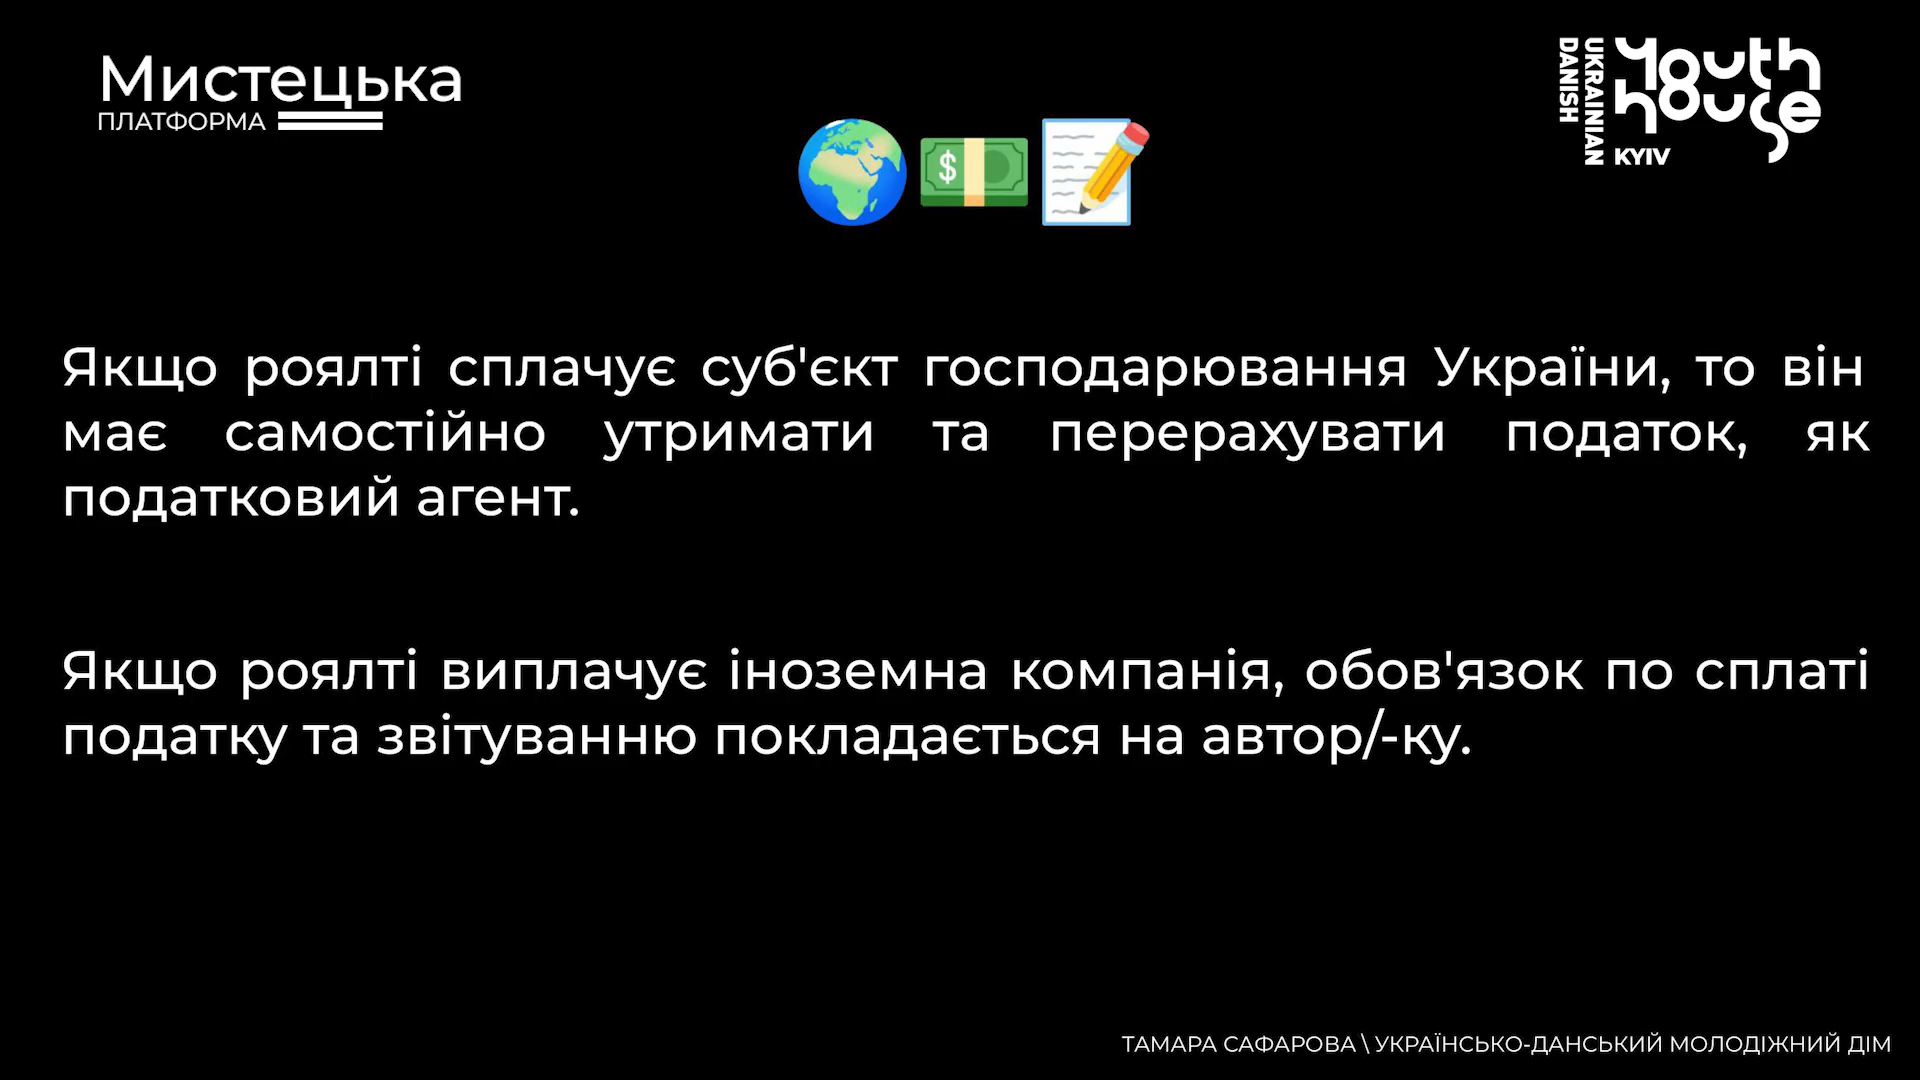 Мистецька
ПЛАТФОРМА
UKRAINIAN
DANISH
Youth
house
KYIV
Якщо роялті сплачує суб'єкт господарювання України, то він
має самостійно утримати та перерахувати податок, як
податковий агент.
Якщо роялті виплачує іноземна компанія, обов'язок по сплаті
податку та звітуванню покладається на автор/-ку.
ТАМАРА САФАРОВА \ УКРАЇНСЬКО-ДАНСЬКИЙ МОЛОДІЖНИЙ ДІМ